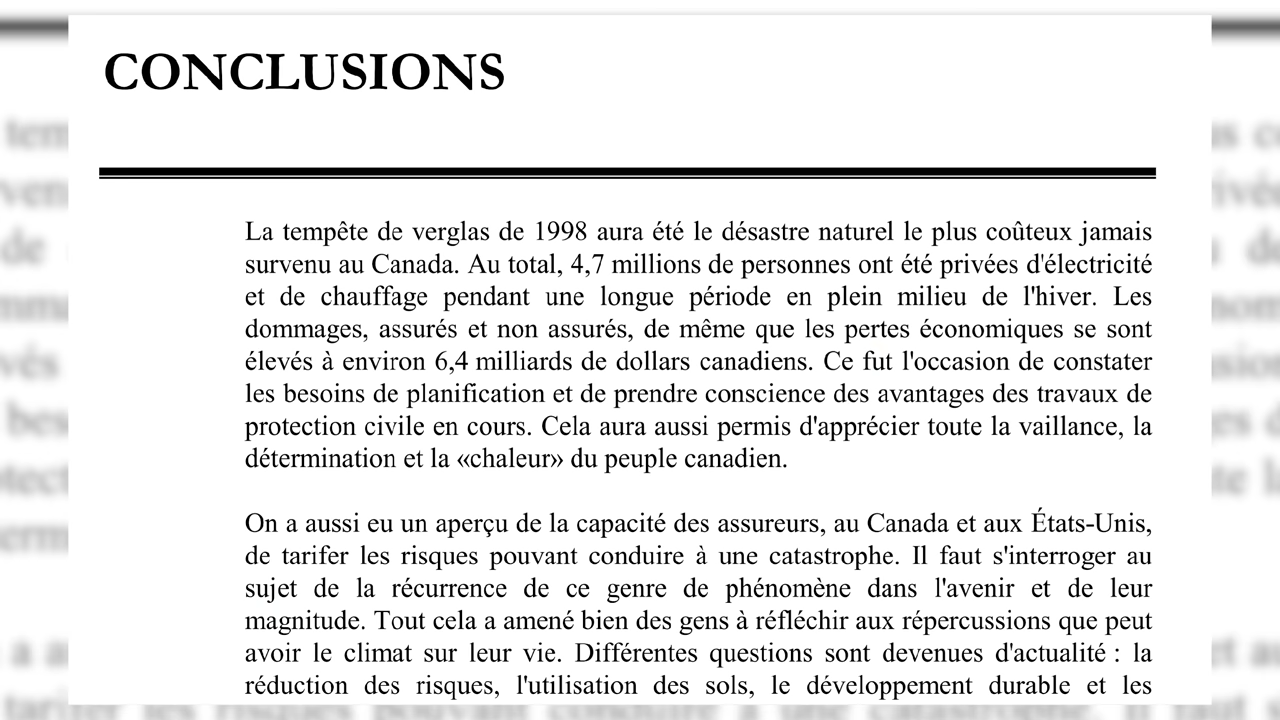 CONCLUSIONS
La tempête de verglas de 1998 aura été le désastre naturel le plus coûteux jamais
survenu au Canada. Au total, 4,7 millions de personnes ont été privées d'électricité
et de chauffage pendant une longue période en plein milieu de l'hiver. Les
dommages, assurés et non assurés, de même que les pertes économiques se sont
élevés à environ 6,4 milliards de dollars canadiens. Ce fut l'occasion de constater
les besoins de planification et de prendre conscience des avantages des travaux de
protection civile en cours. Cela aura aussi permis d'apprécier toute la vaillance, la
détermination et la «chaleur» du peuple canadien.
On a aussi eu un aperçu de la capacité des assureurs, au Canada et aux États-Unis,
de tarifer les risques pouvant conduire à une catastrophe. Il faut s'interroger au
sujet de la récurrence de ce genre de phénomène dans l'avenir et de leur
magnitude. Tout cela a amené bien des gens à réfléchir aux répercussions que peut
avoir le climat sur leur vie. Différentes questions sont devenues d'actualité : la
réduction des risques, l'utilisation des sols, le développement durable et les